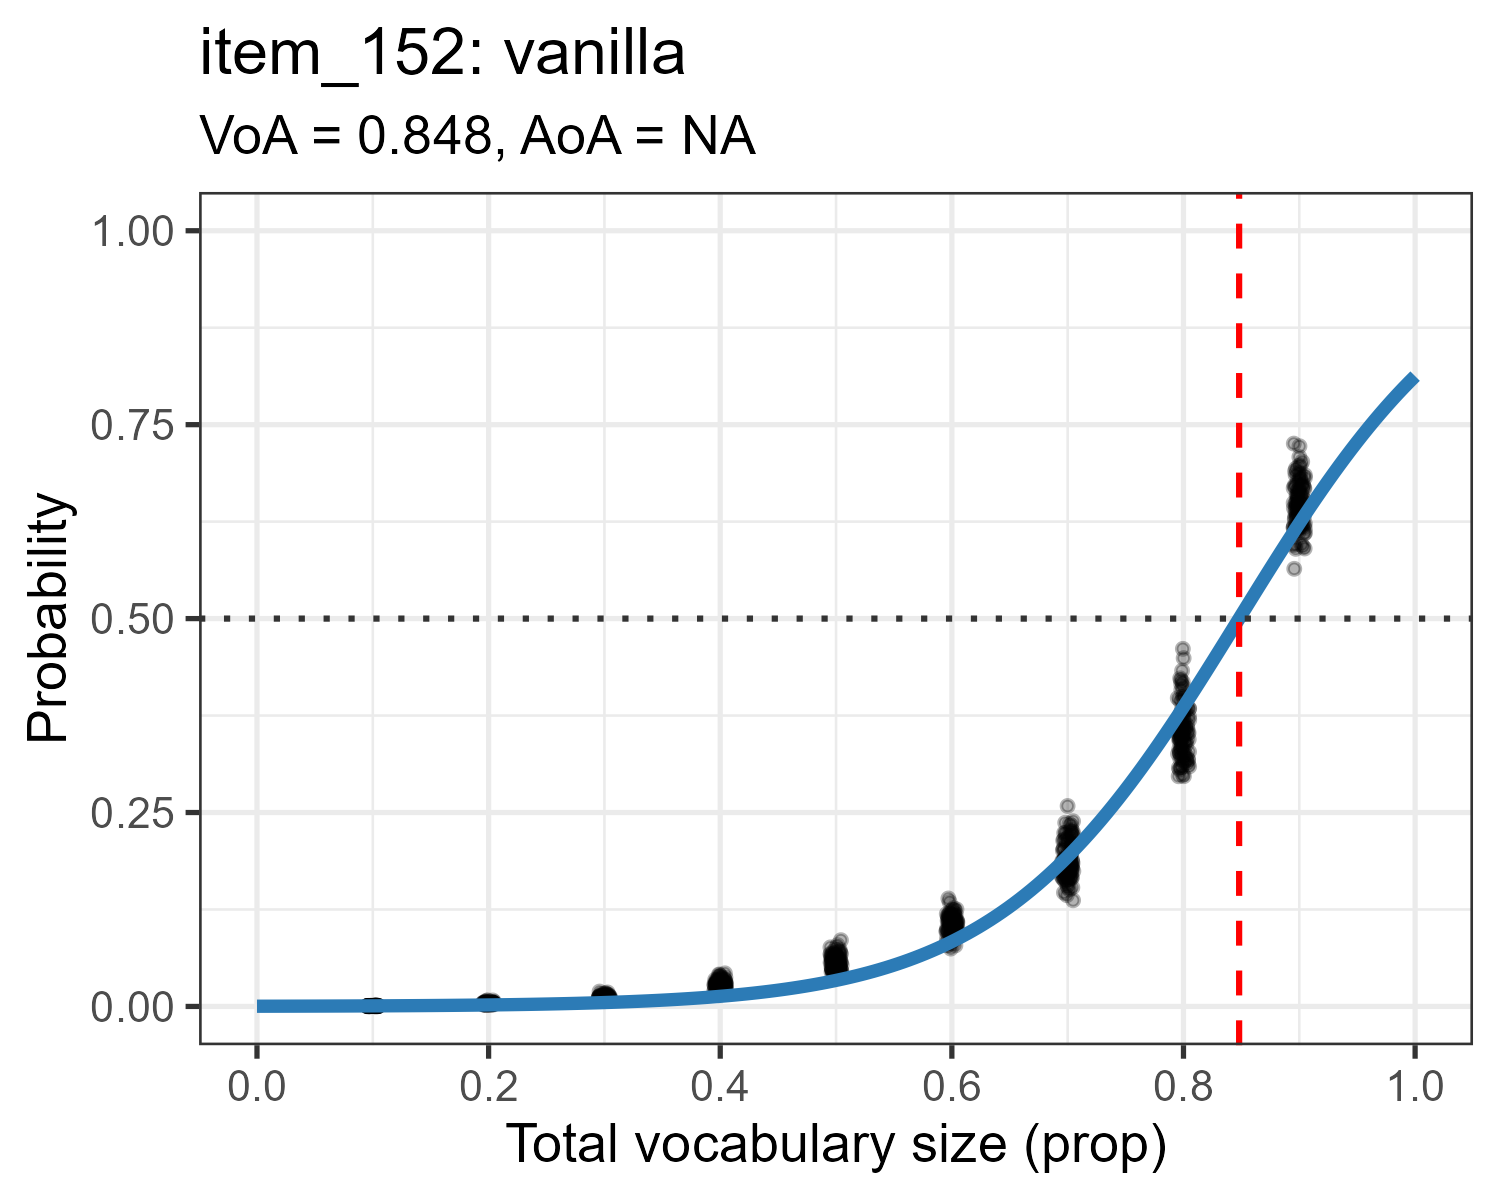 item_152: vanilla
VoA = 0.848, AoA = NA
1.00
0.75
0.50
0.25
0.00
Probability
0.0 0.2 0.4 0.6 0.8 1.0
Total vocabulary size (prop)